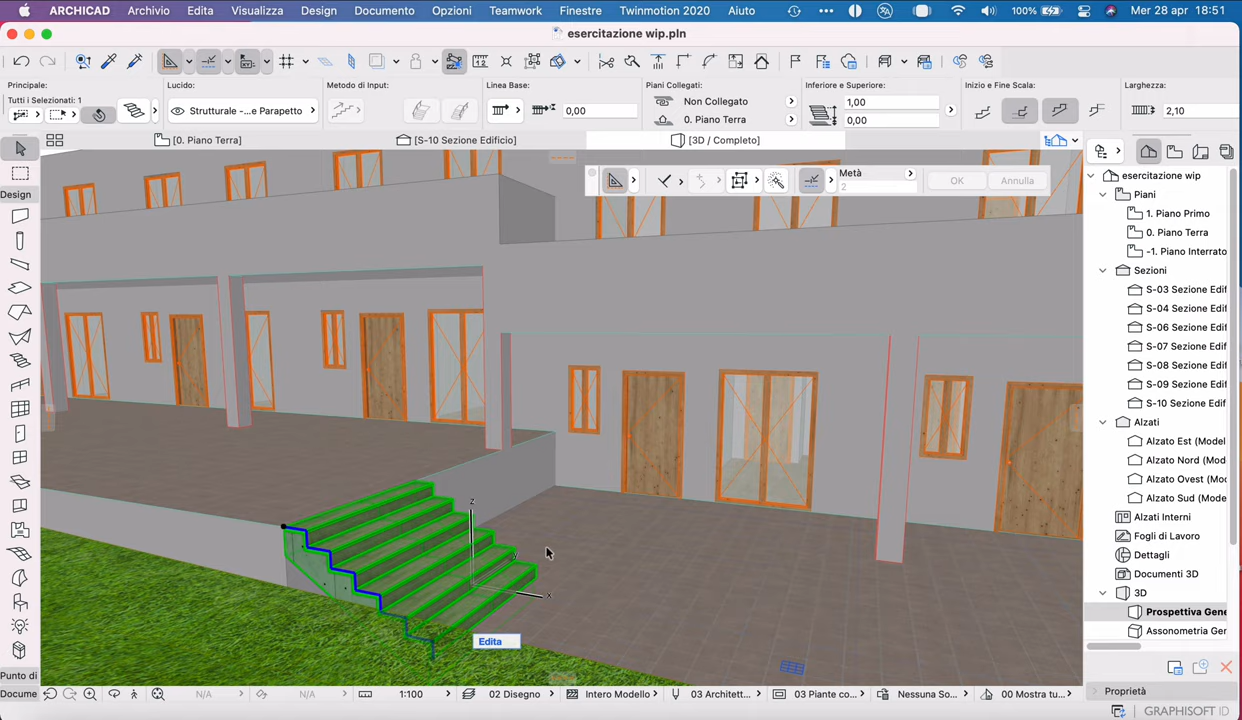 ARCHICAD Archivio Edita Visualizza Design Documento Opzioni Teamwork Finestre Twinmotion 2020 Aiuto 100% Mer 28 apr 18:51
esercitazione wip.pln
Principale: Lucido: Metodo di Input: Linea Base: Piani Collegati: Inferiore e Superiore: Inizio e Fine Scala: Larghezza:
Tutti i Selezionati: 1
Strutturale -...e Parapetto
0,00
Non Collegato
0. Piano Terra
1,00
0,00
2,10
[0. Piano Terra]
[S-10 Sezione Edificio]
[3D / Completo]
Metà
2
OK
Annulla
Design
esercitazione wip
Piani
1. Piano Primo
0. Piano Terra
-1. Piano Interrato
Sezioni
S-03 Sezione Edif
S-04 Sezione Edif
S-06 Sezione Edif
S-07 Sezione Edif
S-08 Sezione Edif
S-09 Sezione Edif
S-10 Sezione Edif
Alzati
Alzato Est (Model
Alzato Nord (Mod
Alzato Ovest (Mod
Alzato Sud (Model
Alzati Interni
Fogli di Lavoro
Dettagli
Documenti 3D
3D
Prospettiva Gene
Assonometria Ger
z
y
x
Edita
Punto di
Docume
N/A
N/A
1:100
02 Disegno
Intero Modello
03 Architett...
03 Piante co...
Nessuna So...
00 Mostra tu...
Proprietà
GRAPHISOFT ID